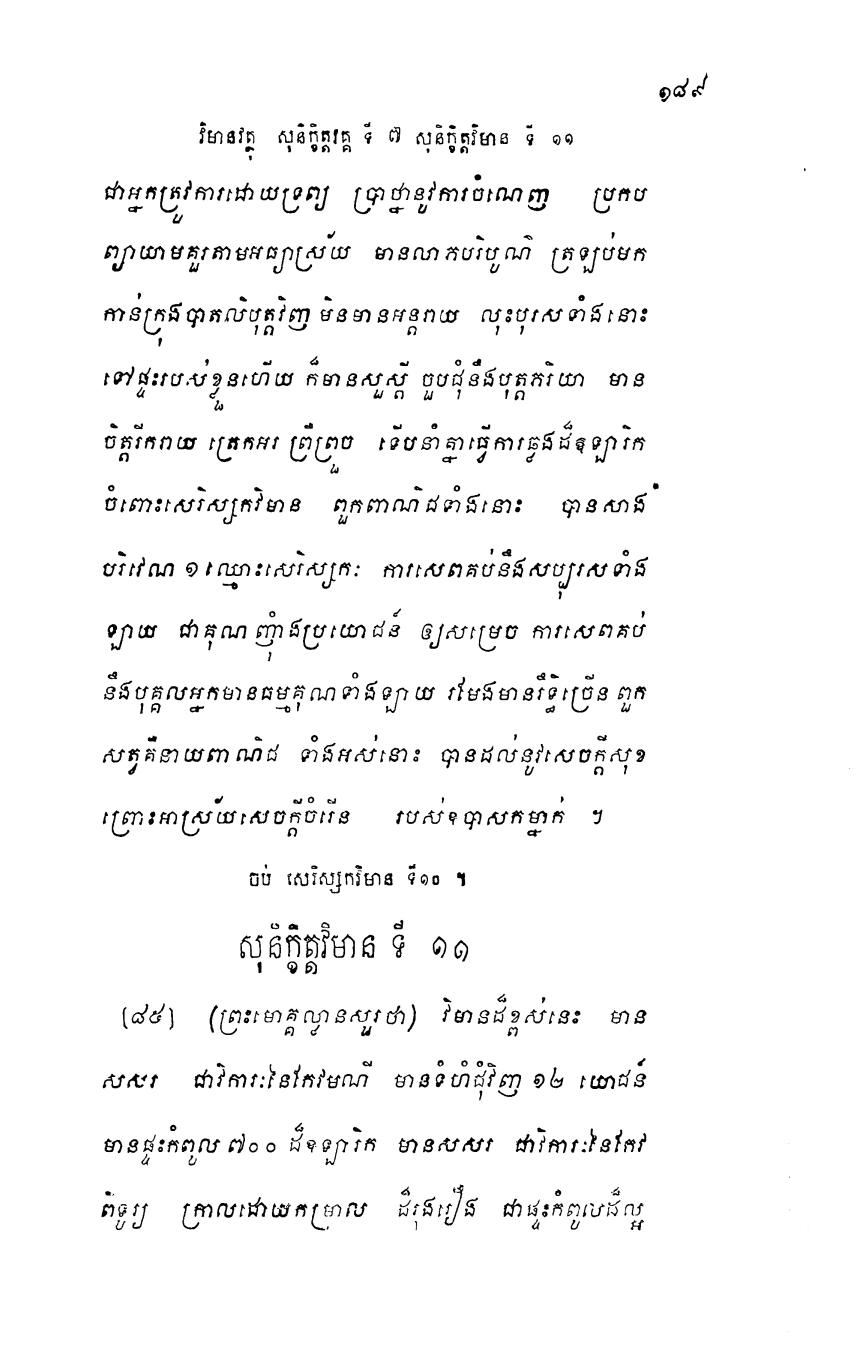 ១៨៩
វិមានវត្ថុ សុនិក្ខិត្តវគ្គ ទី ៧ សុនិក្ខិត្តវិមាន ទី ១១
ជាអ្នកត្រូវការដោយទ្រព្យ ប្រាថ្នានូវការចំណេញ ប្រកប
ព្យាយាមគួរតាមអធ្យាស្រ័យ មានលាភបរិបូណ៌ ត្រឡប់មក
កាន់ក្រុងបាតលិបុត្តវិញ មិនមានអន្តរាយ លុះបុរសទាំងនោះ
ទៅផ្ទះរបស់ខ្លួនហើយ ក៏មានសួស្តី ចួបជុំនឹងបុត្តភរិយា មាន
ចិត្តរីករាយ ត្រេកអរ ព្រឺព្រួច ទើបនាំគ្នាធ្វើការឆ្លងដ៏ឧឡារិក
ចំពោះសេរិស្សកវិមាន ពួកពាណិជទាំងនោះ បានសាង
បរិវេណ ១ ឈ្មោះសេរិស្សកៈ ការសេពគប់នឹងសប្បុរសទាំង
ឡាយ ជាគុណញុំាងប្រយោជន៍ ឲ្យសម្រេច ការសេពគប់
នឹងបុគ្គលអ្នកមានធម្មគុណទាំងឡាយ រមែងមានរឹទ្ធិច្រើន ពួក
សត្វគឺនាយពាណិជ ទាំងអស់នោះ បានដល់នូវសេចក្តីសុខ
ព្រោះអាស្រ័យសេចក្តីចំរើន របស់ឧបាសកម្នាក់ ។
ចប់ សេរិស្សកវិមាន ទី១០ ៕
សុនិក្ខិត្តវិមាន ទី ១១
[៨៥] (ព្រះមោគ្គល្លានសួរថា) វិមានដ៏ខ្ពស់នេះ មាន
សសរ ជាវិការៈនៃកែវមណី មានទំហំជុំវិញ ១២ យោជន៍
មានផ្ទះកំពូល ៧០០ ដ៏ឧឡារិក មានសសរ ជាវិការៈនៃកែវ
ពិទូរ្យ ក្រាលដោយកម្រាល ដ៏រុងរឿង ជាផ្ទះកំពូលដ៏ល្អ